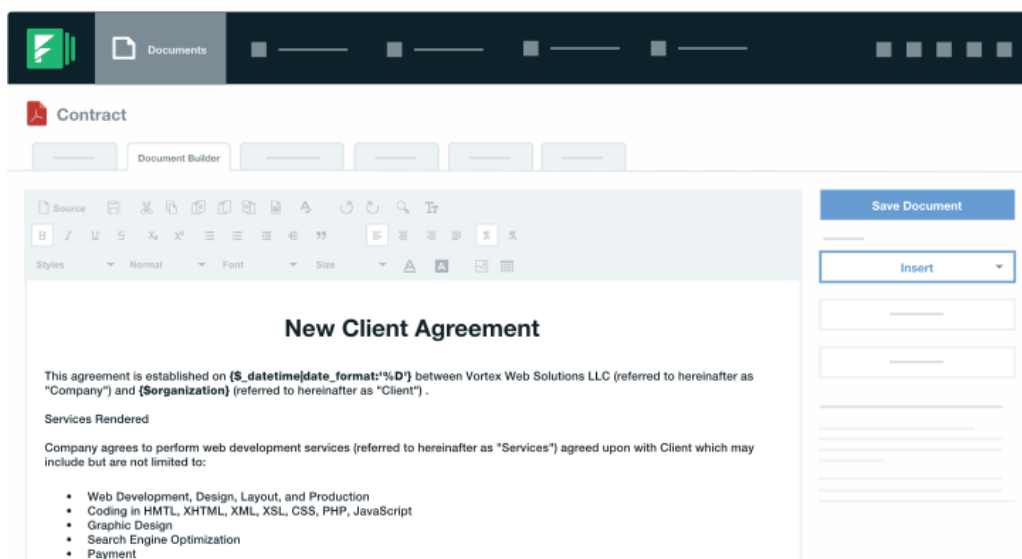 Documents
Contract
Document Builder
Source
Styles Normal Font Size
Save Document
Insert
New Client Agreement
This agreement is established on {$_datetime|date_format:'%D'} between Vortex Web Solutions LLC (referred to hereinafter as
"Company") and {$organization} (referred to hereinafter as "Client") .
Services Rendered
Company agrees to perform web development services (referred to hereinafter as "Services") agreed upon with Client which may
include but are not limited to:
• Web Development, Design, Layout, and Production
• Coding in HMTL, XHTML, XML, XSL, CSS, PHP, JavaScript
• Graphic Design
• Search Engine Optimization
• Payment